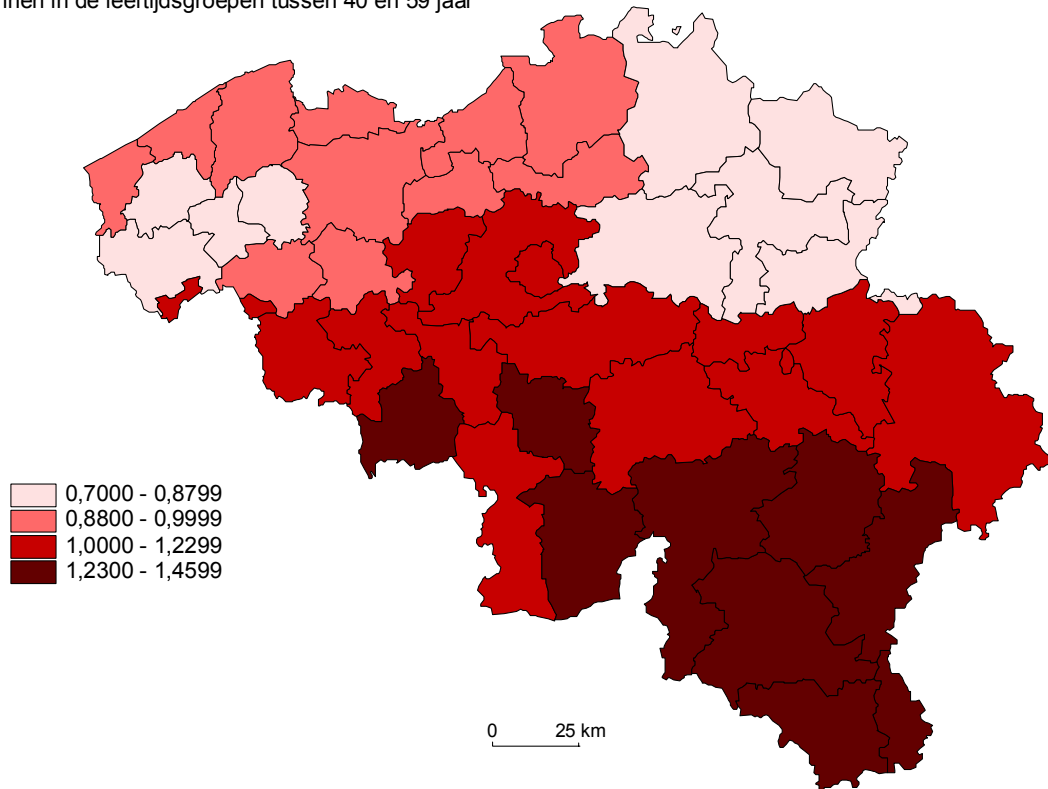 in de leeftijdsgroepen tussen 40 en 59 jaar
0,7000 - 0,8799
0,8800 - 0,9999
1,0000 - 1,2299
1,2300 - 1,4599
0 25 km